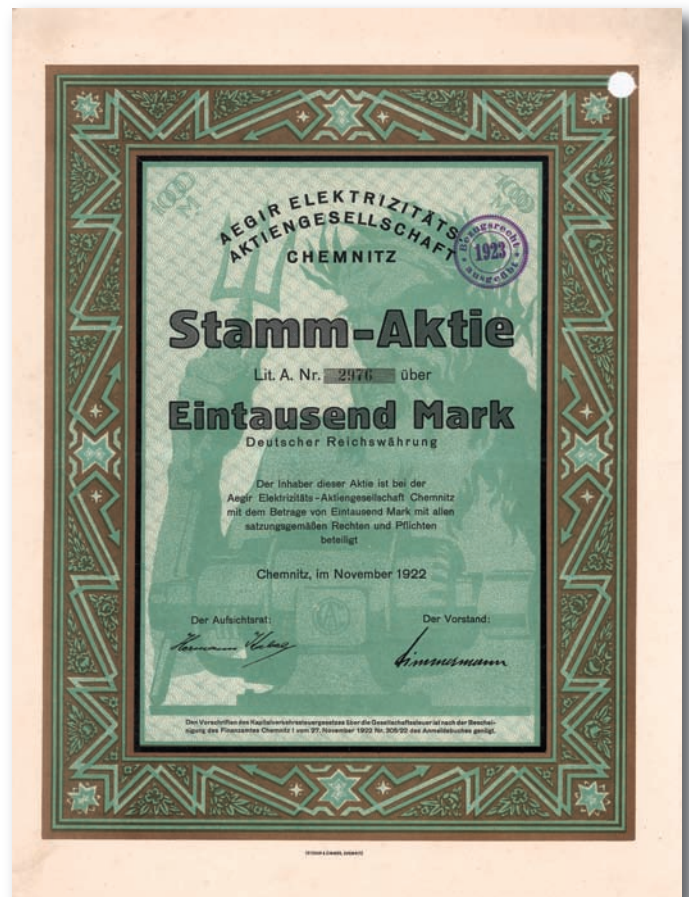 1000 M
1000 M
AEGIR ELEKTRIZITÄTS
AKTIENGESELLSCHAFT
CHEMNITZ
Bezugsrecht
1923
ausgeübt
Stamm-Aktie
Lit. A. Nr. 2976 über
Eintausend Mark
Deutscher Reichswährung
Der Inhaber dieser Aktie ist bei der
Aegir Elektrizitäts-Aktiengesellschaft Chemnitz
mit dem Betrage von Eintausend Mark mit allen
satzungsgemäßen Rechten und Pflichten
beteiligt
Chemnitz, im November 1922
Der Aufsichtsrat:
Der Vorstand:
Hermann
Zimmermann
Den Vorschriften des Kapitalverkehrssteuergesetzes über die Gesellschaftssteuer ist nach der Beschei-
nigung des Finanzamtes Chemnitz I vom 27. November 1922 Nr. 308/22 des Anmeldebuches genügt.